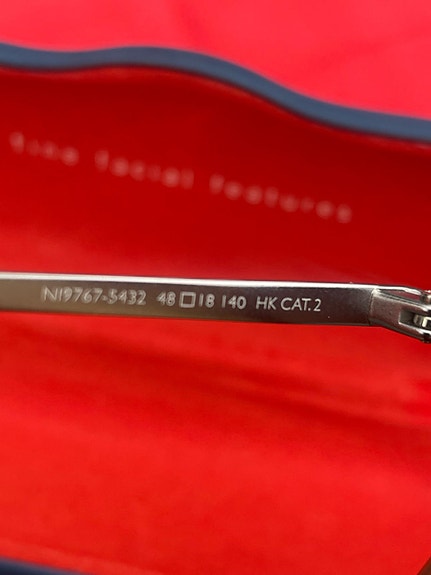 fine facial features
NI9767-5432 48□18 140 HK CAT.2